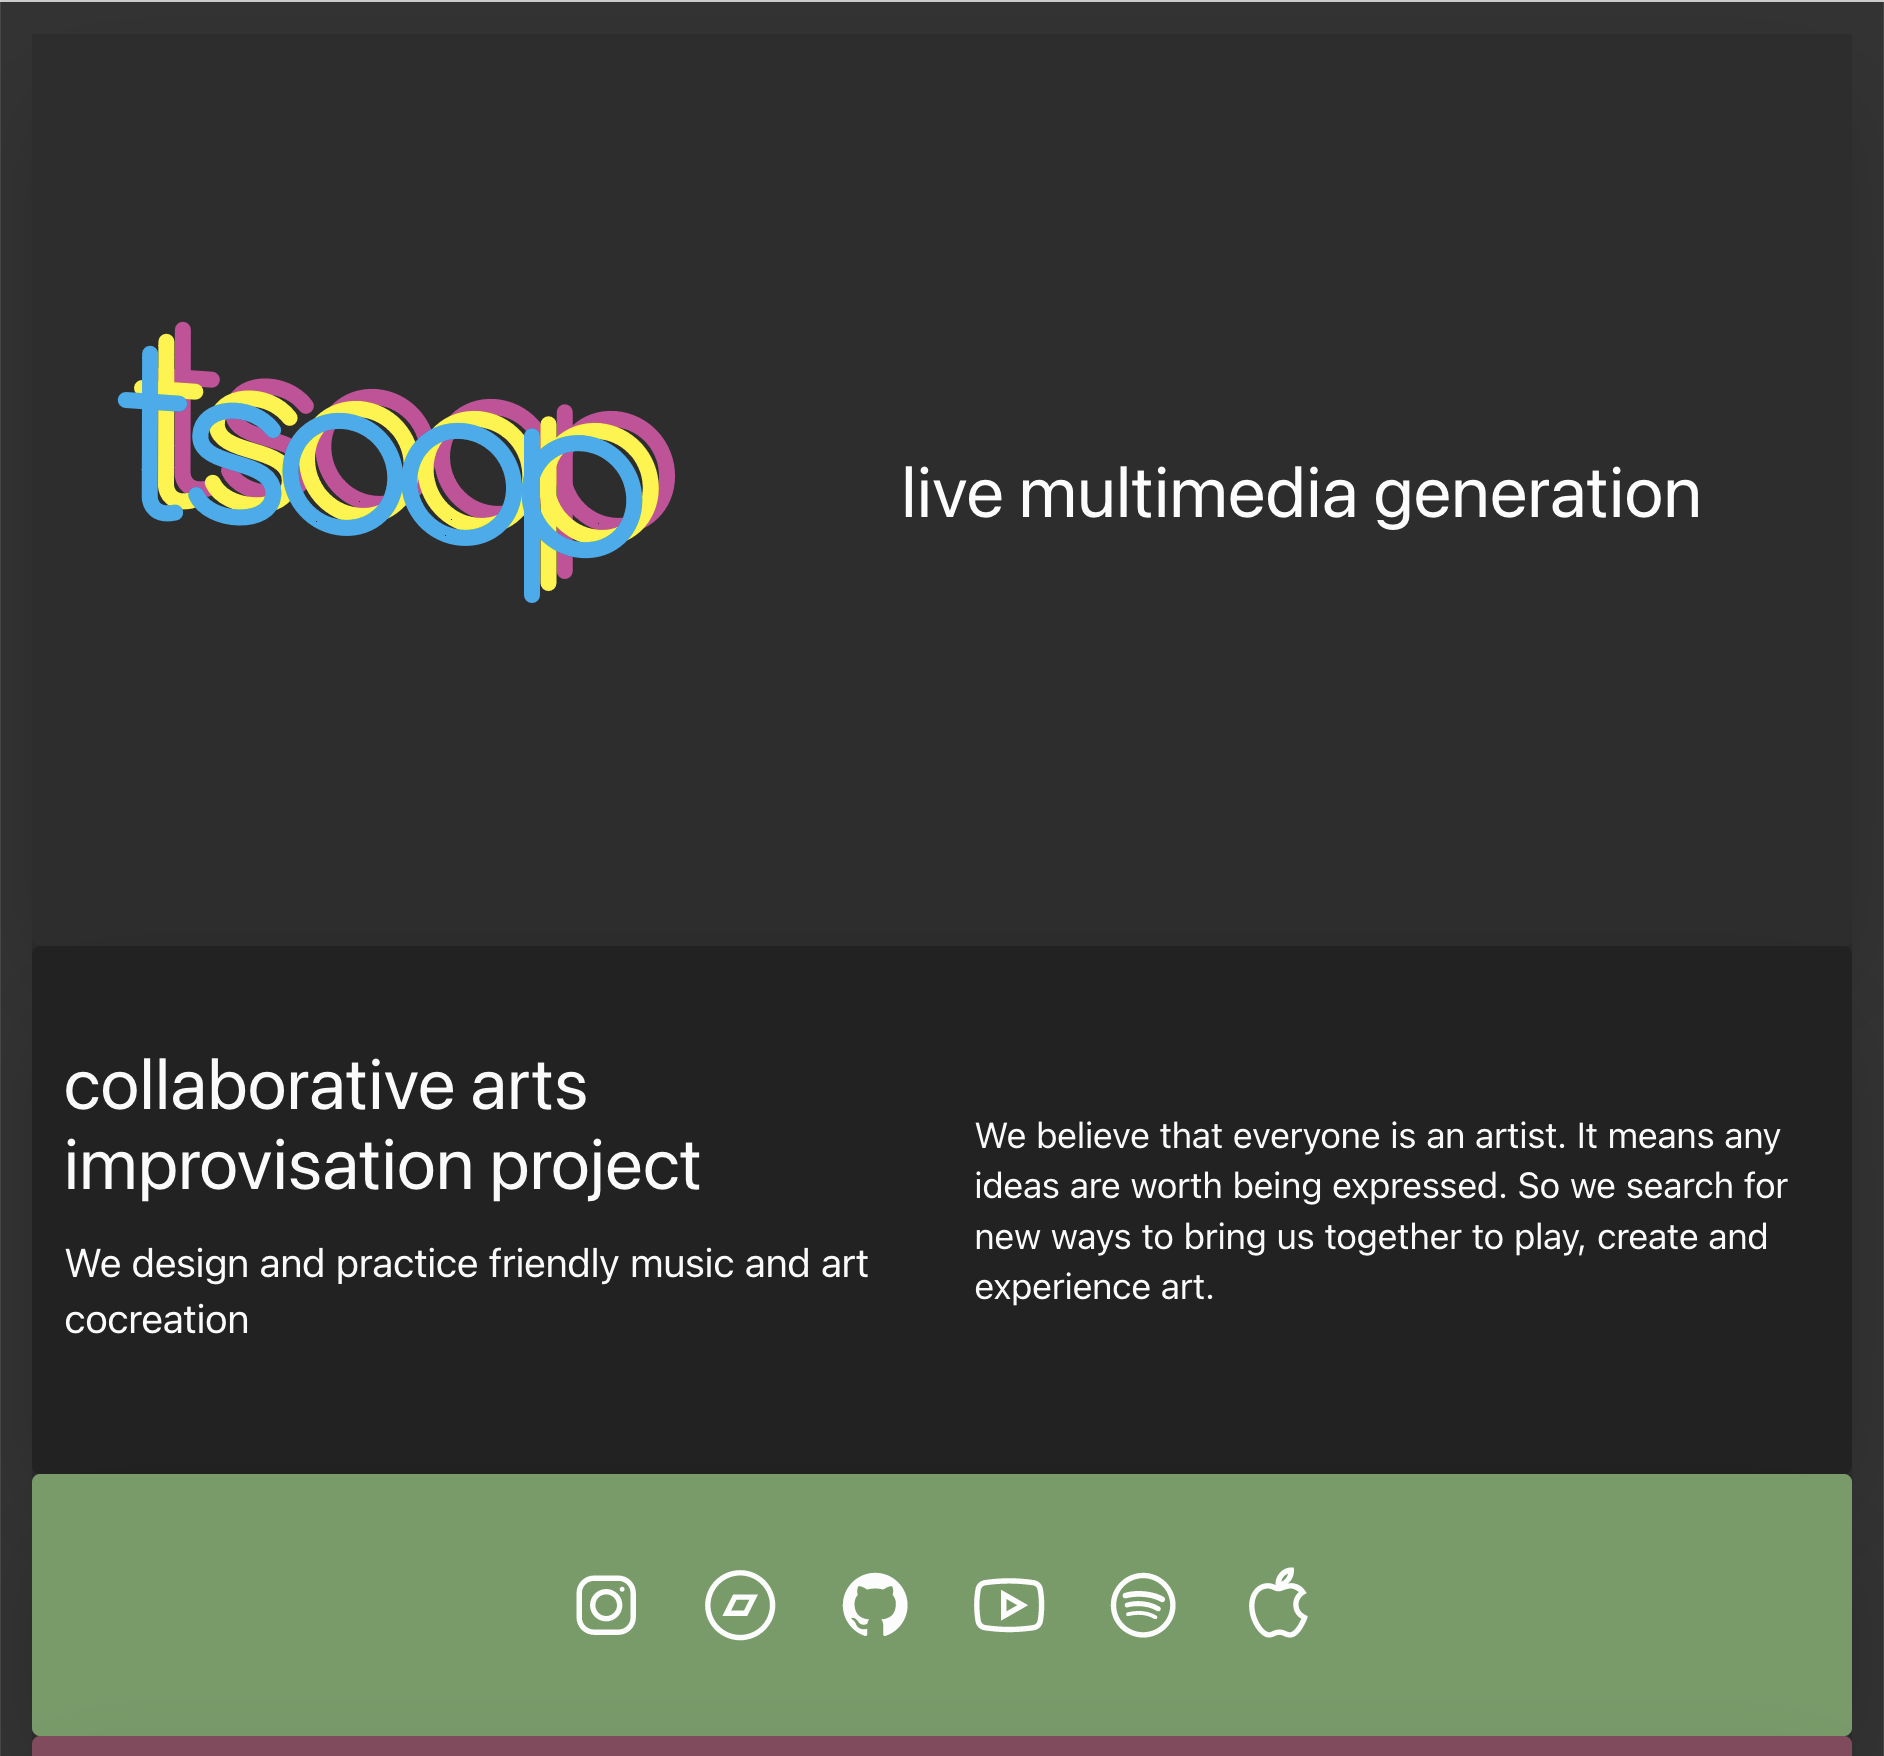 tsoop
live multimedia generation
collaborative arts
improvisation project
We design and practice friendly music and art
cocreation
We believe that everyone is an artist. It means any
ideas are worth being expressed. So we search for
new ways to bring us together to play, create and
experience art.